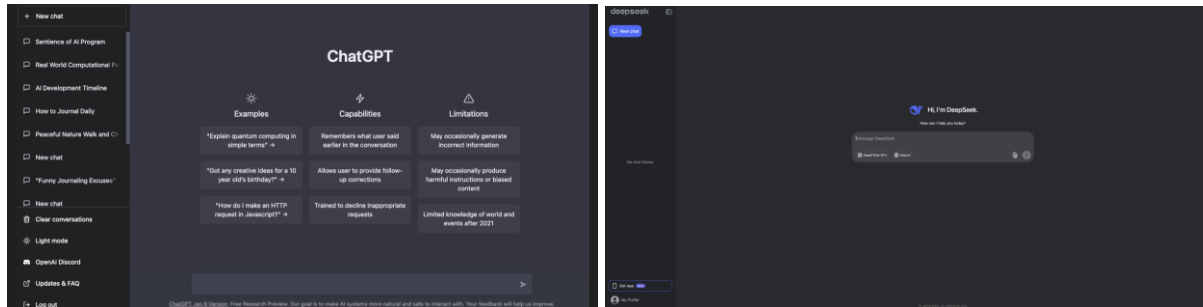 + New chat
Sentience of AI Program
Real World Computational
AI Development Timeline
How to Journal Daily
Peaceful Nature Walk and
New chat
"Funny Journaling Excuses"
New chat
Clear conversations
Light mode
OpenAI Discord
Updates & FAQ
Log out
ChatGPT
Examples
"Explain quantum computing in
simple terms" →
"Got any creative ideas for a 10
year old's birthday?" →
"How do I make an HTTP
request in Javascript?" →
Capabilities
Remembers what user said
earlier in the conversation
Allows user to provide follow-
up corrections
Trained to decline inappropriate
requests
Limitations
May occasionally generate
incorrect information
May occasionally produce
harmful instructions or biased
content
Limited knowledge of world and
events after 2021
ChatGPT Jan 9 Version. Free Research Preview. Our goal is to make AI systems more natural and safe to interact with. Your feedback will help us improve.
deepseek
New chat
No chat history
Get App
My Profile
Hi, I'm DeepSeek.
How can I help you today?
Message DeepSeek
DeepThink (R1)
Search